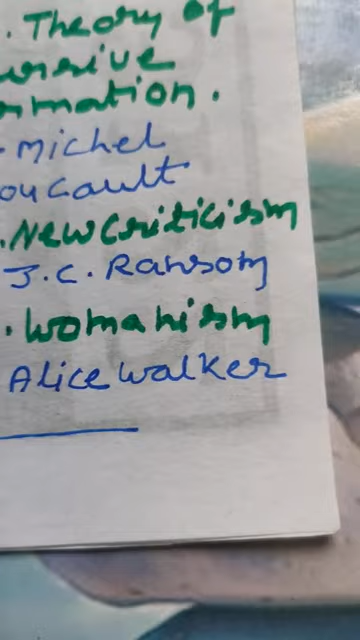 . Theory of
ursive
rmation.
- Michel
oucault
. New Criticism
J. C. Ransom
. Womanism
Alice Walker